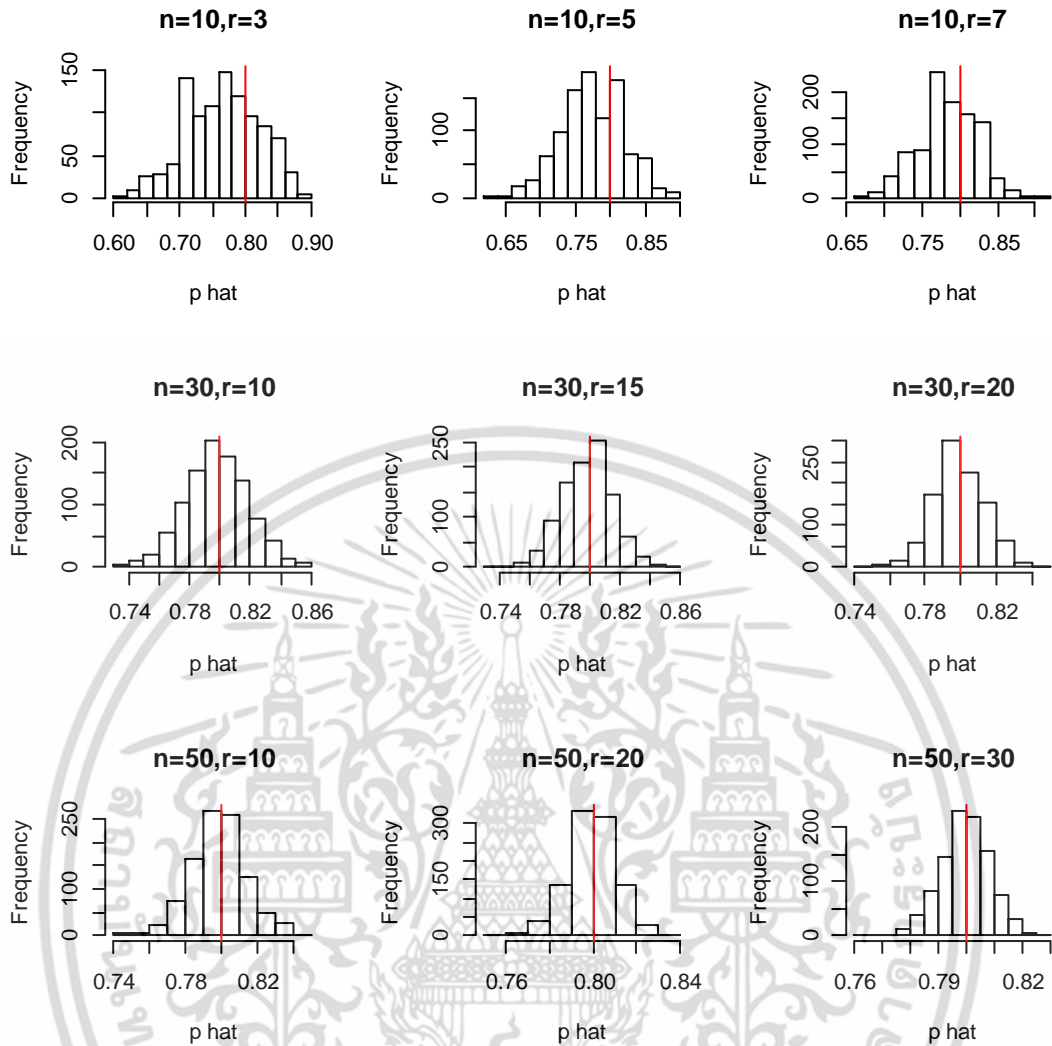 n=10,r=3
n=10,r=5
n=10,r=7
Frequency
0 50 100 150
0.60 0.70 0.80 0.90
p hat
Frequency
0 100
0.65 0.75 0.85
p hat
Frequency
0 100 200
0.65 0.75 0.85
p hat
n=30,r=10
n=30,r=15
n=30,r=20
Frequency
0 100 200
0.74 0.78 0.82 0.86
p hat
Frequency
0 100 250
0.74 0.78 0.82 0.86
p hat
Frequency
0 100 250
0.74 0.78 0.82
p hat
n=50,r=10
n=50,r=20
n=50,r=30
Frequency
0 100 250
0.74 0.78 0.82
p hat
Frequency
0 150 300
0.76 0.80 0.84
p hat
Frequency
0 100 200
0.76 0.79 0.82
p hat